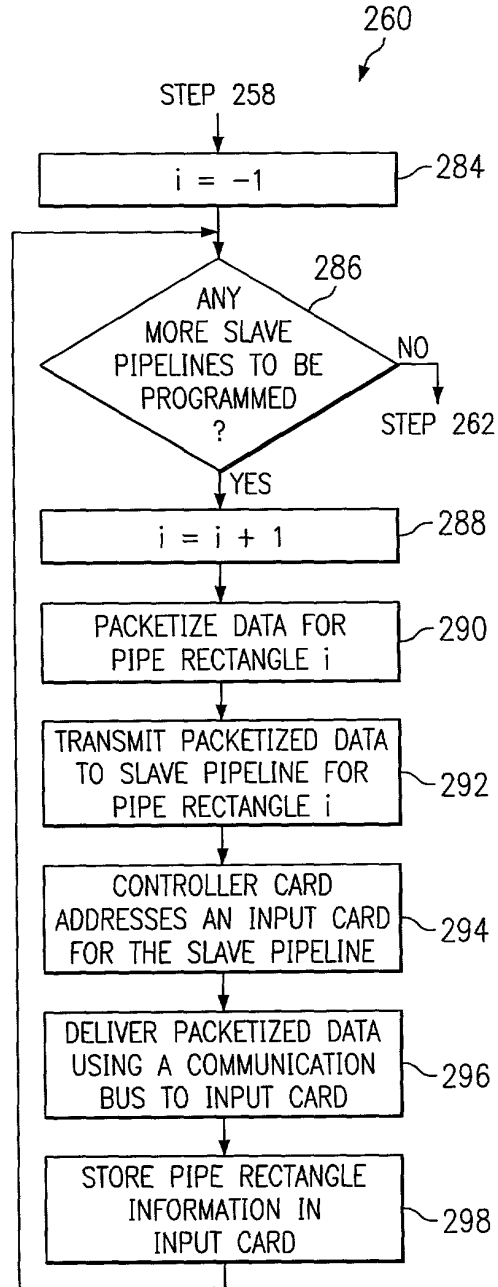 260
STEP 258
i = -1
284
286
ANY
MORE SLAVE
PIPELINES TO BE
PROGRAMMED
?
NO
STEP 262
YES
i = i + 1
288
PACKETIZE DATA FOR
PIPE RECTANGLE i
290
TRANSMIT PACKETIZED DATA
TO SLAVE PIPELINE FOR
PIPE RECTANGLE i
292
CONTROLLER CARD
ADDRESSES AN INPUT CARD
FOR THE SLAVE PIPELINE
294
DELIVER PACKETIZED DATA
USING A COMMUNICATION
BUS TO INPUT CARD
296
STORE PIPE RECTANGLE
INFORMATION IN
INPUT CARD
298